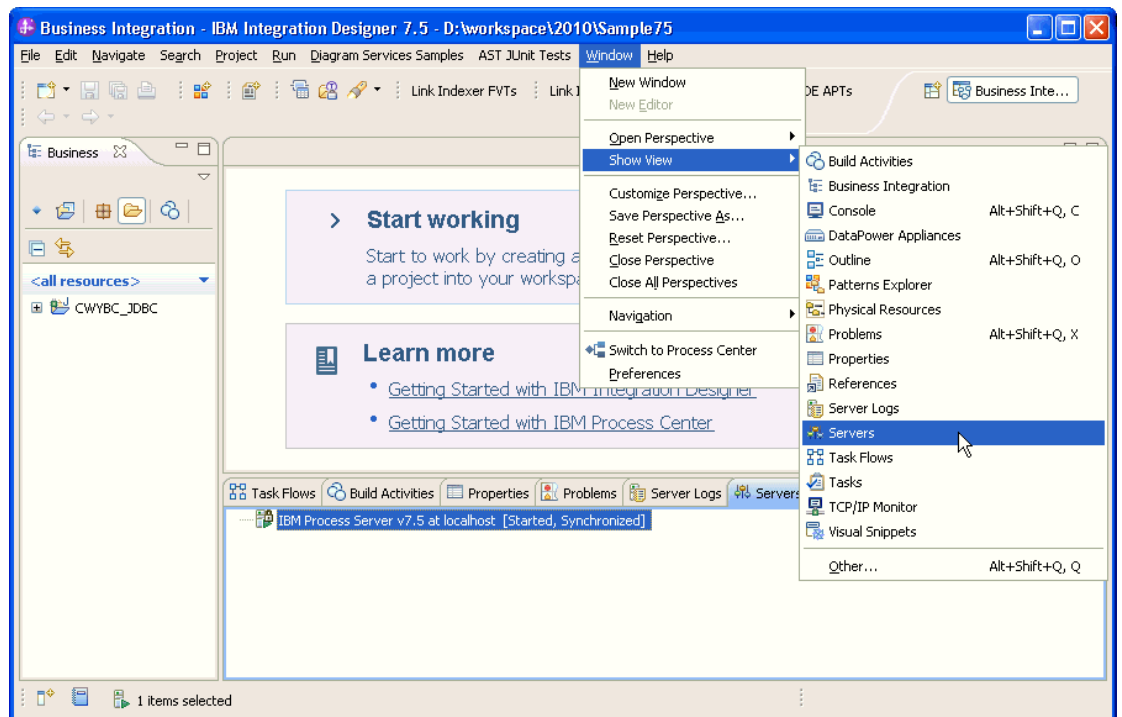 Business Integration - IBM Integration Designer 7.5 - D:\workspace\2010\Sample75
File Edit Navigate Search Project Run Diagram Services Samples AST JUnit Tests Window Help
Link Indexer FVTs
DE APTs
Business Inte...
New Window
New Editor
Open Perspective
Show View
Customize Perspective...
Save Perspective As...
Reset Perspective...
Close Perspective
Close All Perspectives
Navigation
Switch to Process Center
Preferences
Build Activities
Business Integration
Console Alt+Shift+Q, C
DataPower Appliances
Outline Alt+Shift+Q, O
Patterns Explorer
Physical Resources
Problems Alt+Shift+Q, X
Properties
References
Server Logs
Servers
Task Flows
Tasks
TCP/IP Monitor
Visual Snippets
Other... Alt+Shift+Q, Q
Business
<all resources>
CWYBC_JDBC
Start working
Start to work by creating a
a project into your workspa
Learn more
Getting Started with IBM Integration Designer
Getting Started with IBM Process Center
Task Flows Build Activities Properties Problems Server Logs Servers
IBM Process Server v7.5 at localhost [Started, Synchronized]
1 items selected